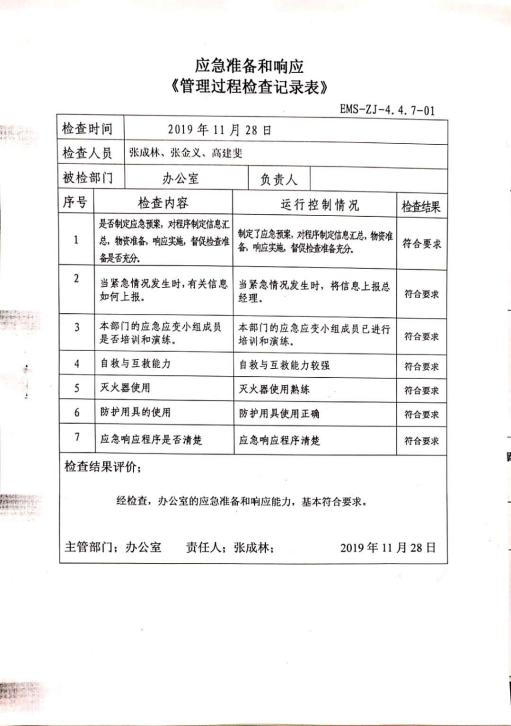 应急准备和响应
《管理过程检查记录表》
EMS-ZJ-4.4.7-01
检查时间 2019 年 11 月 28 日
检查人员 张成林、张金义、高建斐
被检部门 办公室 负责人
序号 检查内容 运行控制情况 检查结果
1 是否制定应急预案，对程序制定信息汇总，物资准备，响应实施，督促检查准备是否充分。 制定了应急预案，对程序制定信息汇总，物资准备，响应实施，督促检查准备充分。 符合要求
2 当紧急情况发生时，有关信息如何上报。 当紧急情况发生时，将信息上报总经理。 符合要求
3 本部门的应急应变小组成员是否培训和演练。 本部门的应急应变小组成员已进行培训和演练。 符合要求
4 自救与互救能力 自救与互救能力较强 符合要求
5 灭火器使用 灭火器使用熟练 符合要求
6 防护用具的使用 防护用具使用正确 符合要求
7 应急响应程序是否清楚 应急响应程序清楚 符合要求
检查结果评价；
经检查，办公室的应急准备和响应能力，基本符合要求。
主管部门；办公室 责任人；张成林； 2019 年 11 月 28 日